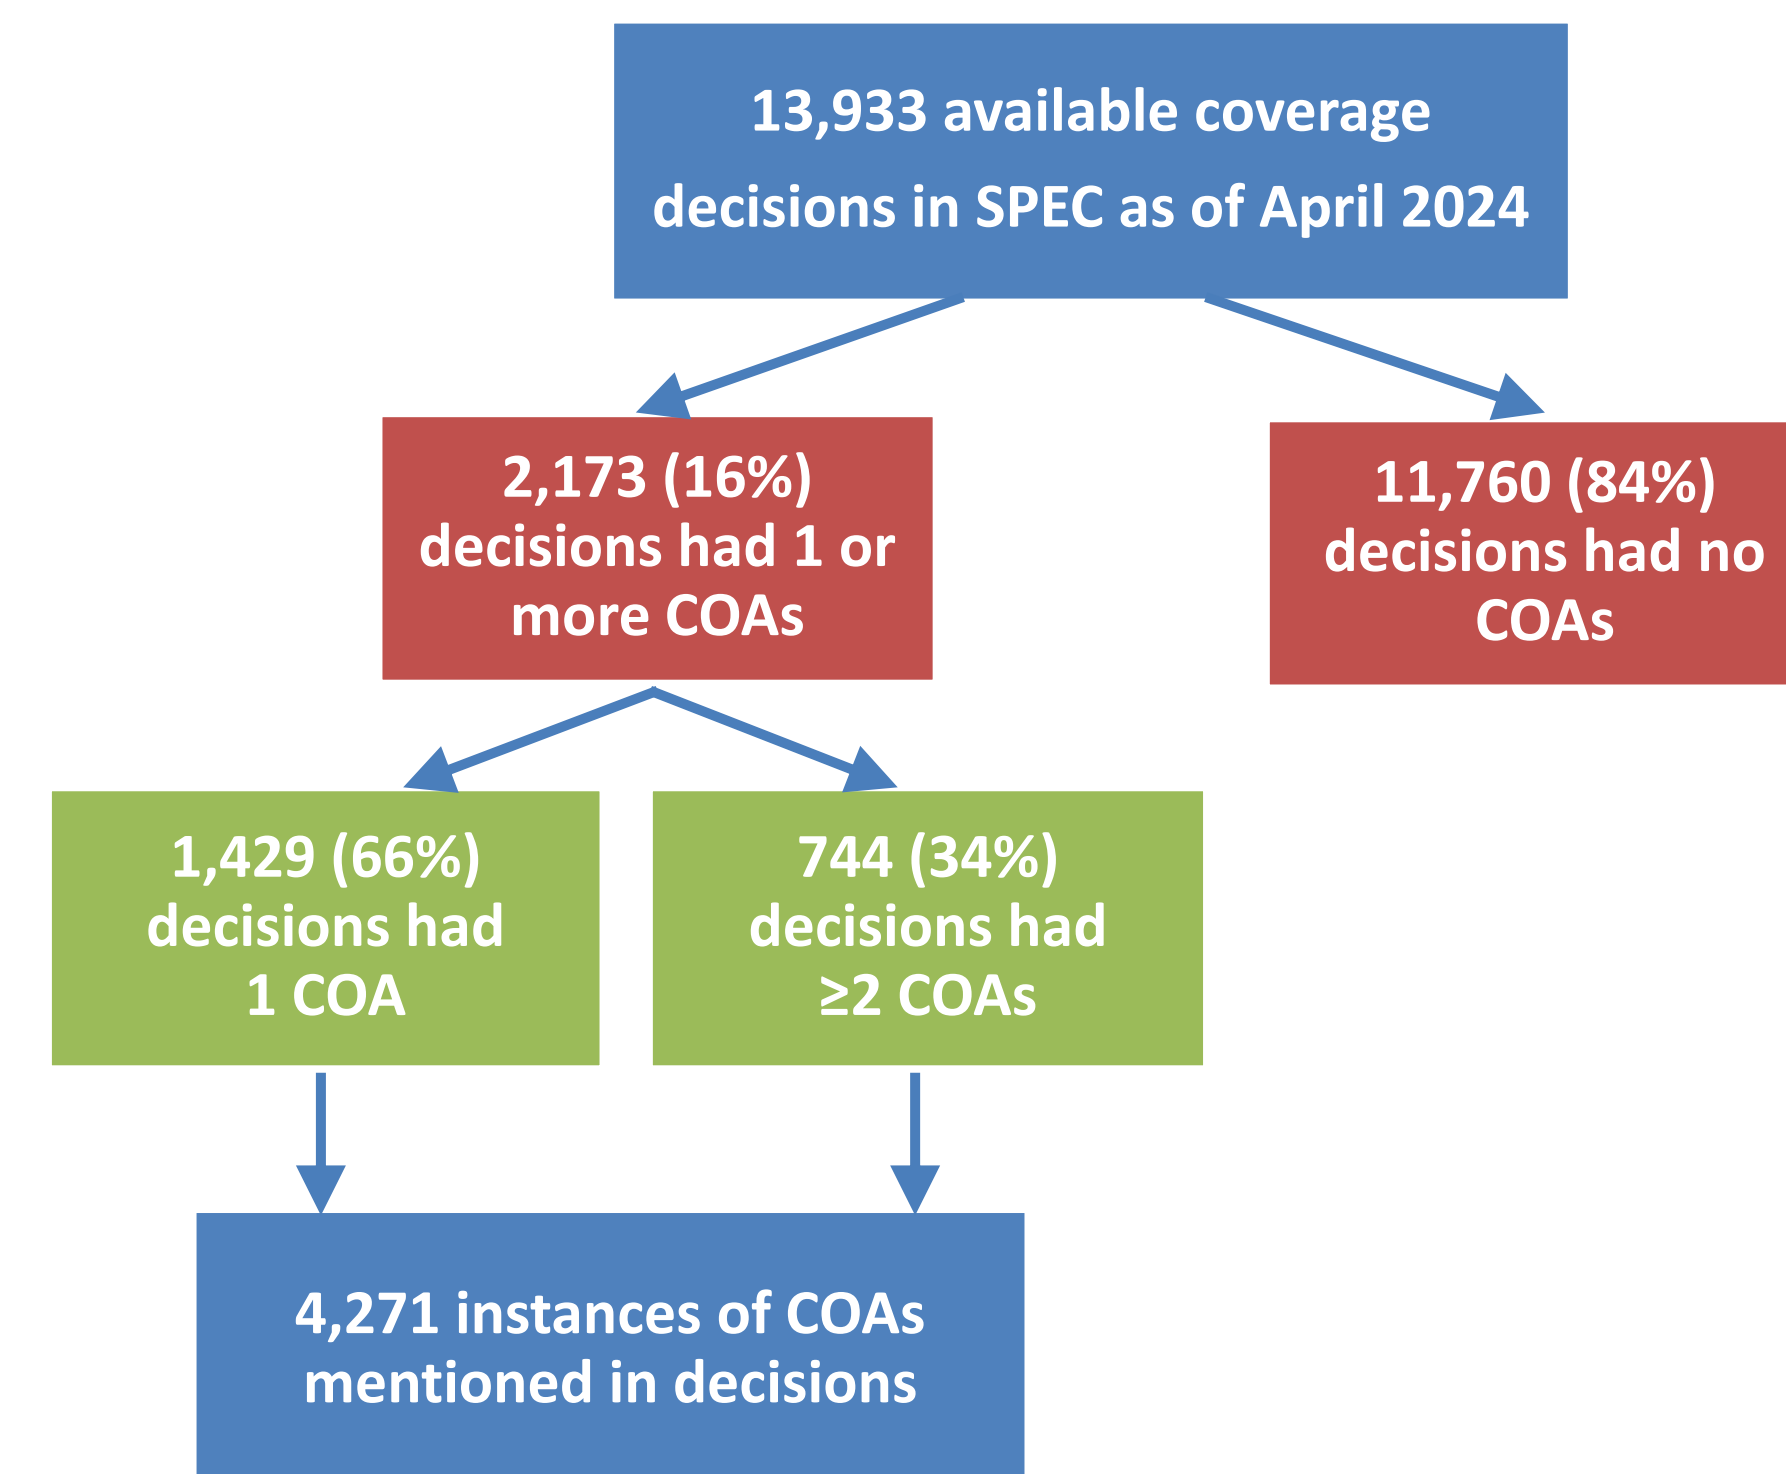 13,933 available coverage
decisions in SPEC as of April 2024
2,173 (16%)
decisions had 1 or
more COAs
11,760 (84%)
decisions had no
COAs
1,429 (66%)
decisions had
1 COA
744 (34%)
decisions had
≥2 COAs
4,271 instances of COAs
mentioned in decisions